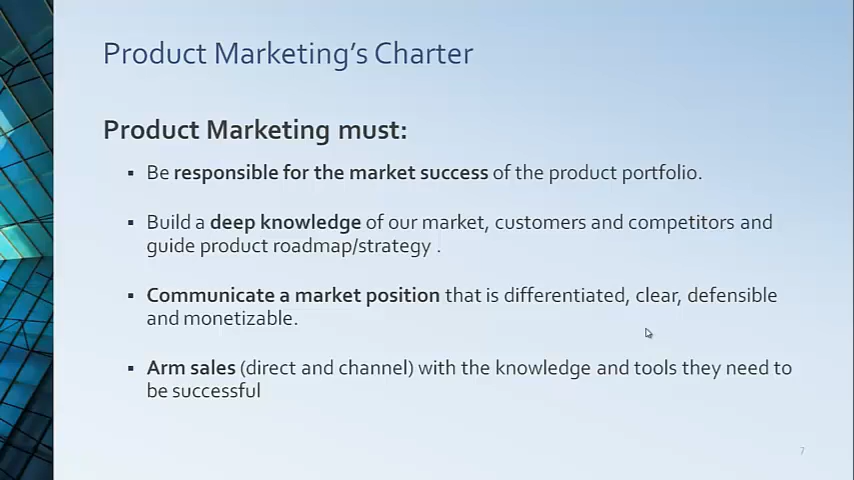 Product Marketing's Charter
Product Marketing must:
▪ Be responsible for the market success of the product portfolio.
▪ Build a deep knowledge of our market, customers and competitors and
guide product roadmap/strategy .
▪ Communicate a market position that is differentiated, clear, defensible
and monetizable.
▪ Arm sales (direct and channel) with the knowledge and tools they need to
be successful
7